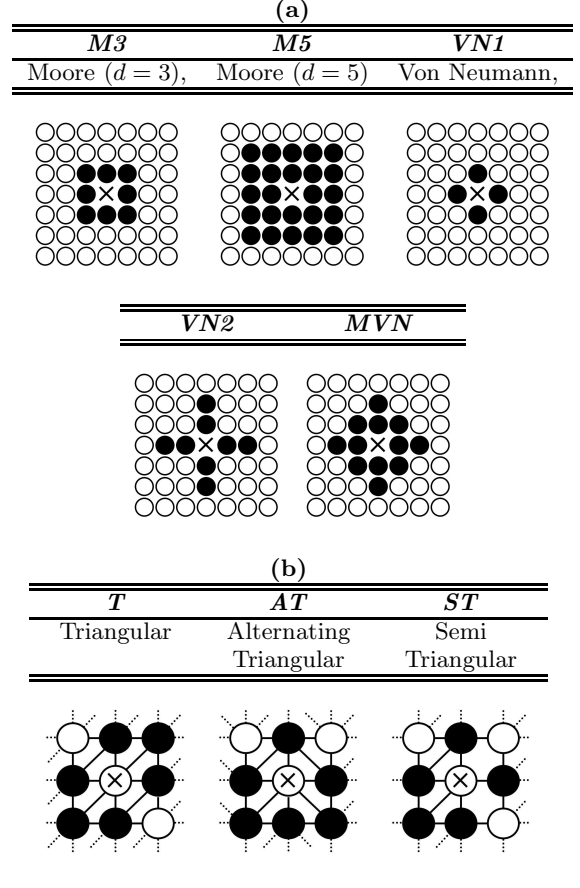 (a)
M3 M5 VN1
Moore (d = 3), Moore (d = 5) Von Neumann,
VN2 MVN
(b)
T AT ST
Triangular Alternating Semi
Triangular Triangular